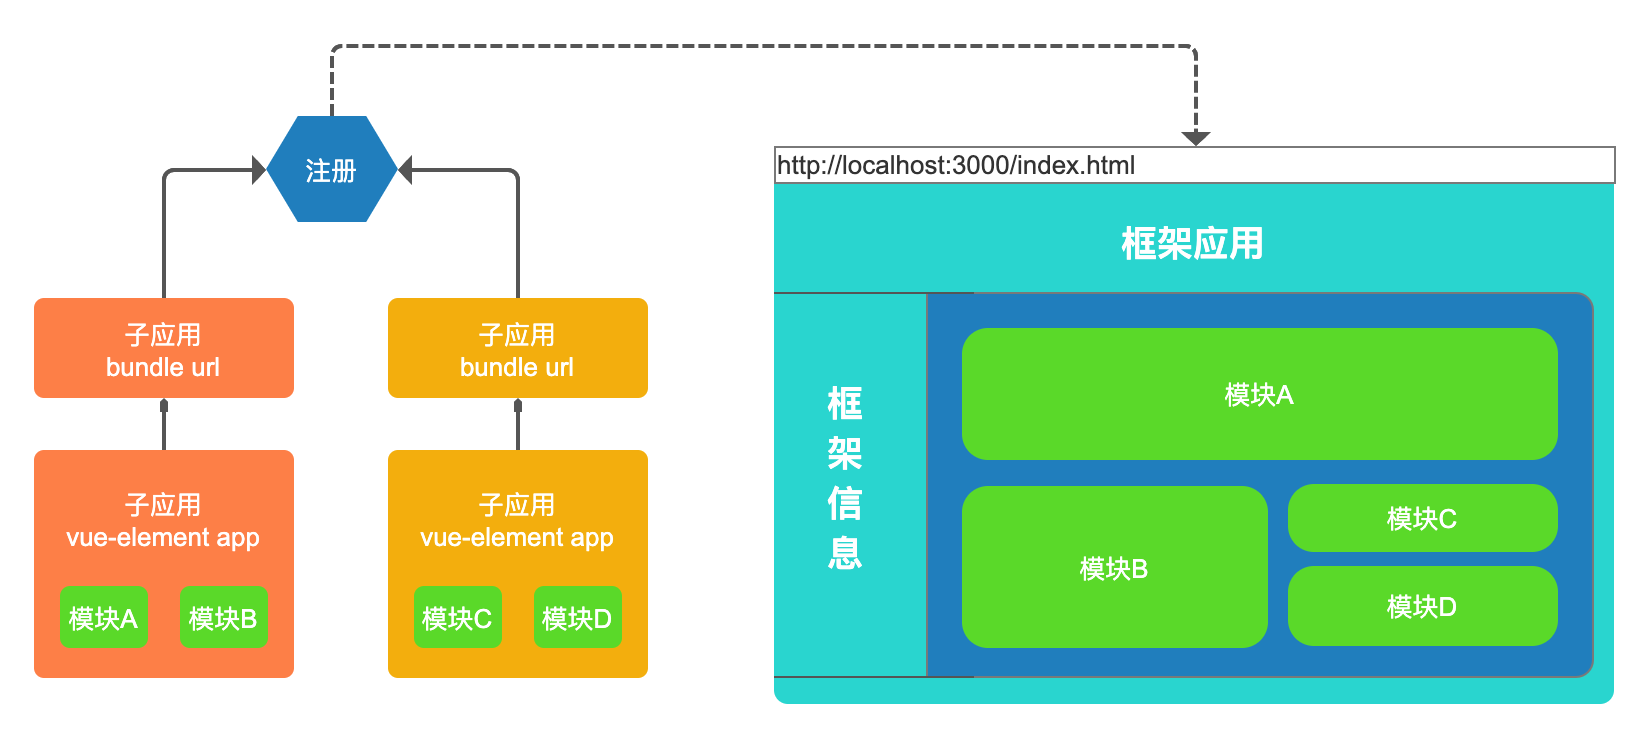 注册
子应用
bundle url
子应用
bundle url
子应用
vue-element app
模块A
模块B
子应用
vue-element app
模块C
模块D
http://localhost:3000/index.html
框架应用
框
架
信
息
模块A
模块B
模块C
模块D